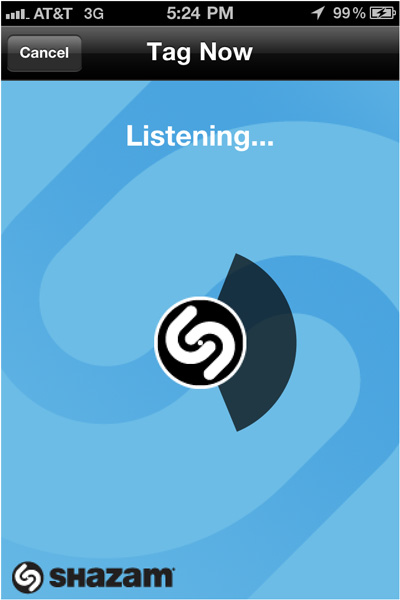 AT&T 3G 5:24 PM 99%
Cancel Tag Now
Listening...
SHAZAM